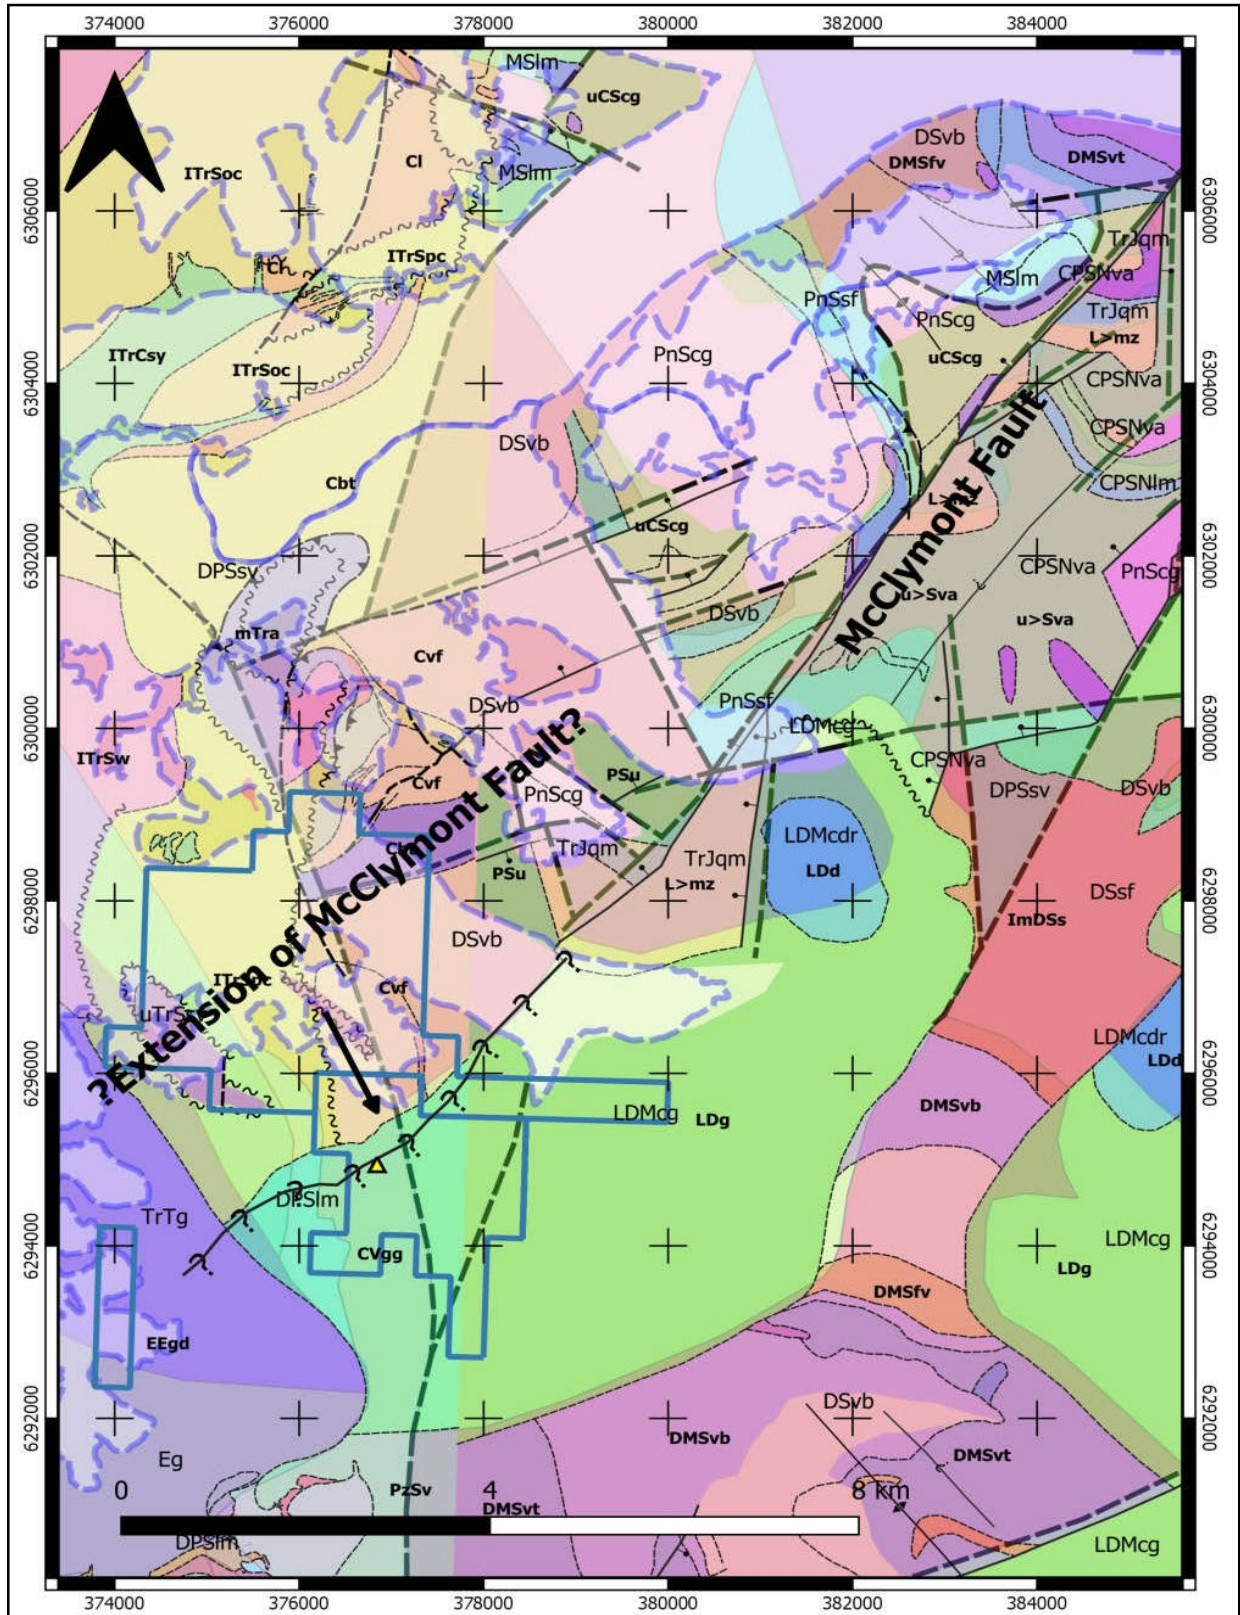 374000 376000 378000 380000 382000 384000
MSlm
uCScg
DSvb
DMSfv
DMSvt
Cl
ITrSoc
MSlm
6306000
6306000
TrJqm
ITrSpc
MSlm
CPSNva
PnSsf
TrJqm
PnScg
L>mz
ITrCsy
PnScg
uCScg
ITrSoc
CPSNva
6304000
6304000
DSvb
CPSNva
McClymont Fault
Cbt
CPSNlm
uCScg
6302000
6302000
DPSsv
CPSNva
PnScg
u>Sva
DSvb
u>Sva
mTra
Cvf
PnSsf
DSvb
LDMcg
6300000
6300000
ITrSw
CPSNva
PSu
Cvf
DPSsv
DSvb
PnScg
?Extension of McClymont Fault?
LDMcdr
TrJqm
TrJqm
LDd
PSu
L>mz
DSsf
6298000
6298000
ImDSs
DSvb
Cvf
?
?
?
LDMcdr
LDd
6296000
6296000
?
DMSvb
LDMcg
LDg
?
?
?
DPSlm
TrTg
?
?
CVgg
LDMcg
6294000
6294000
LDg
DMSfv
EEgd
DSvb
6292000
6292000
DMSvb
DMSvt
Eg
PzSv
0 4 8 km
DMSvt
DPSlm
LDMcg
374000 376000 378000 380000 382000 384000